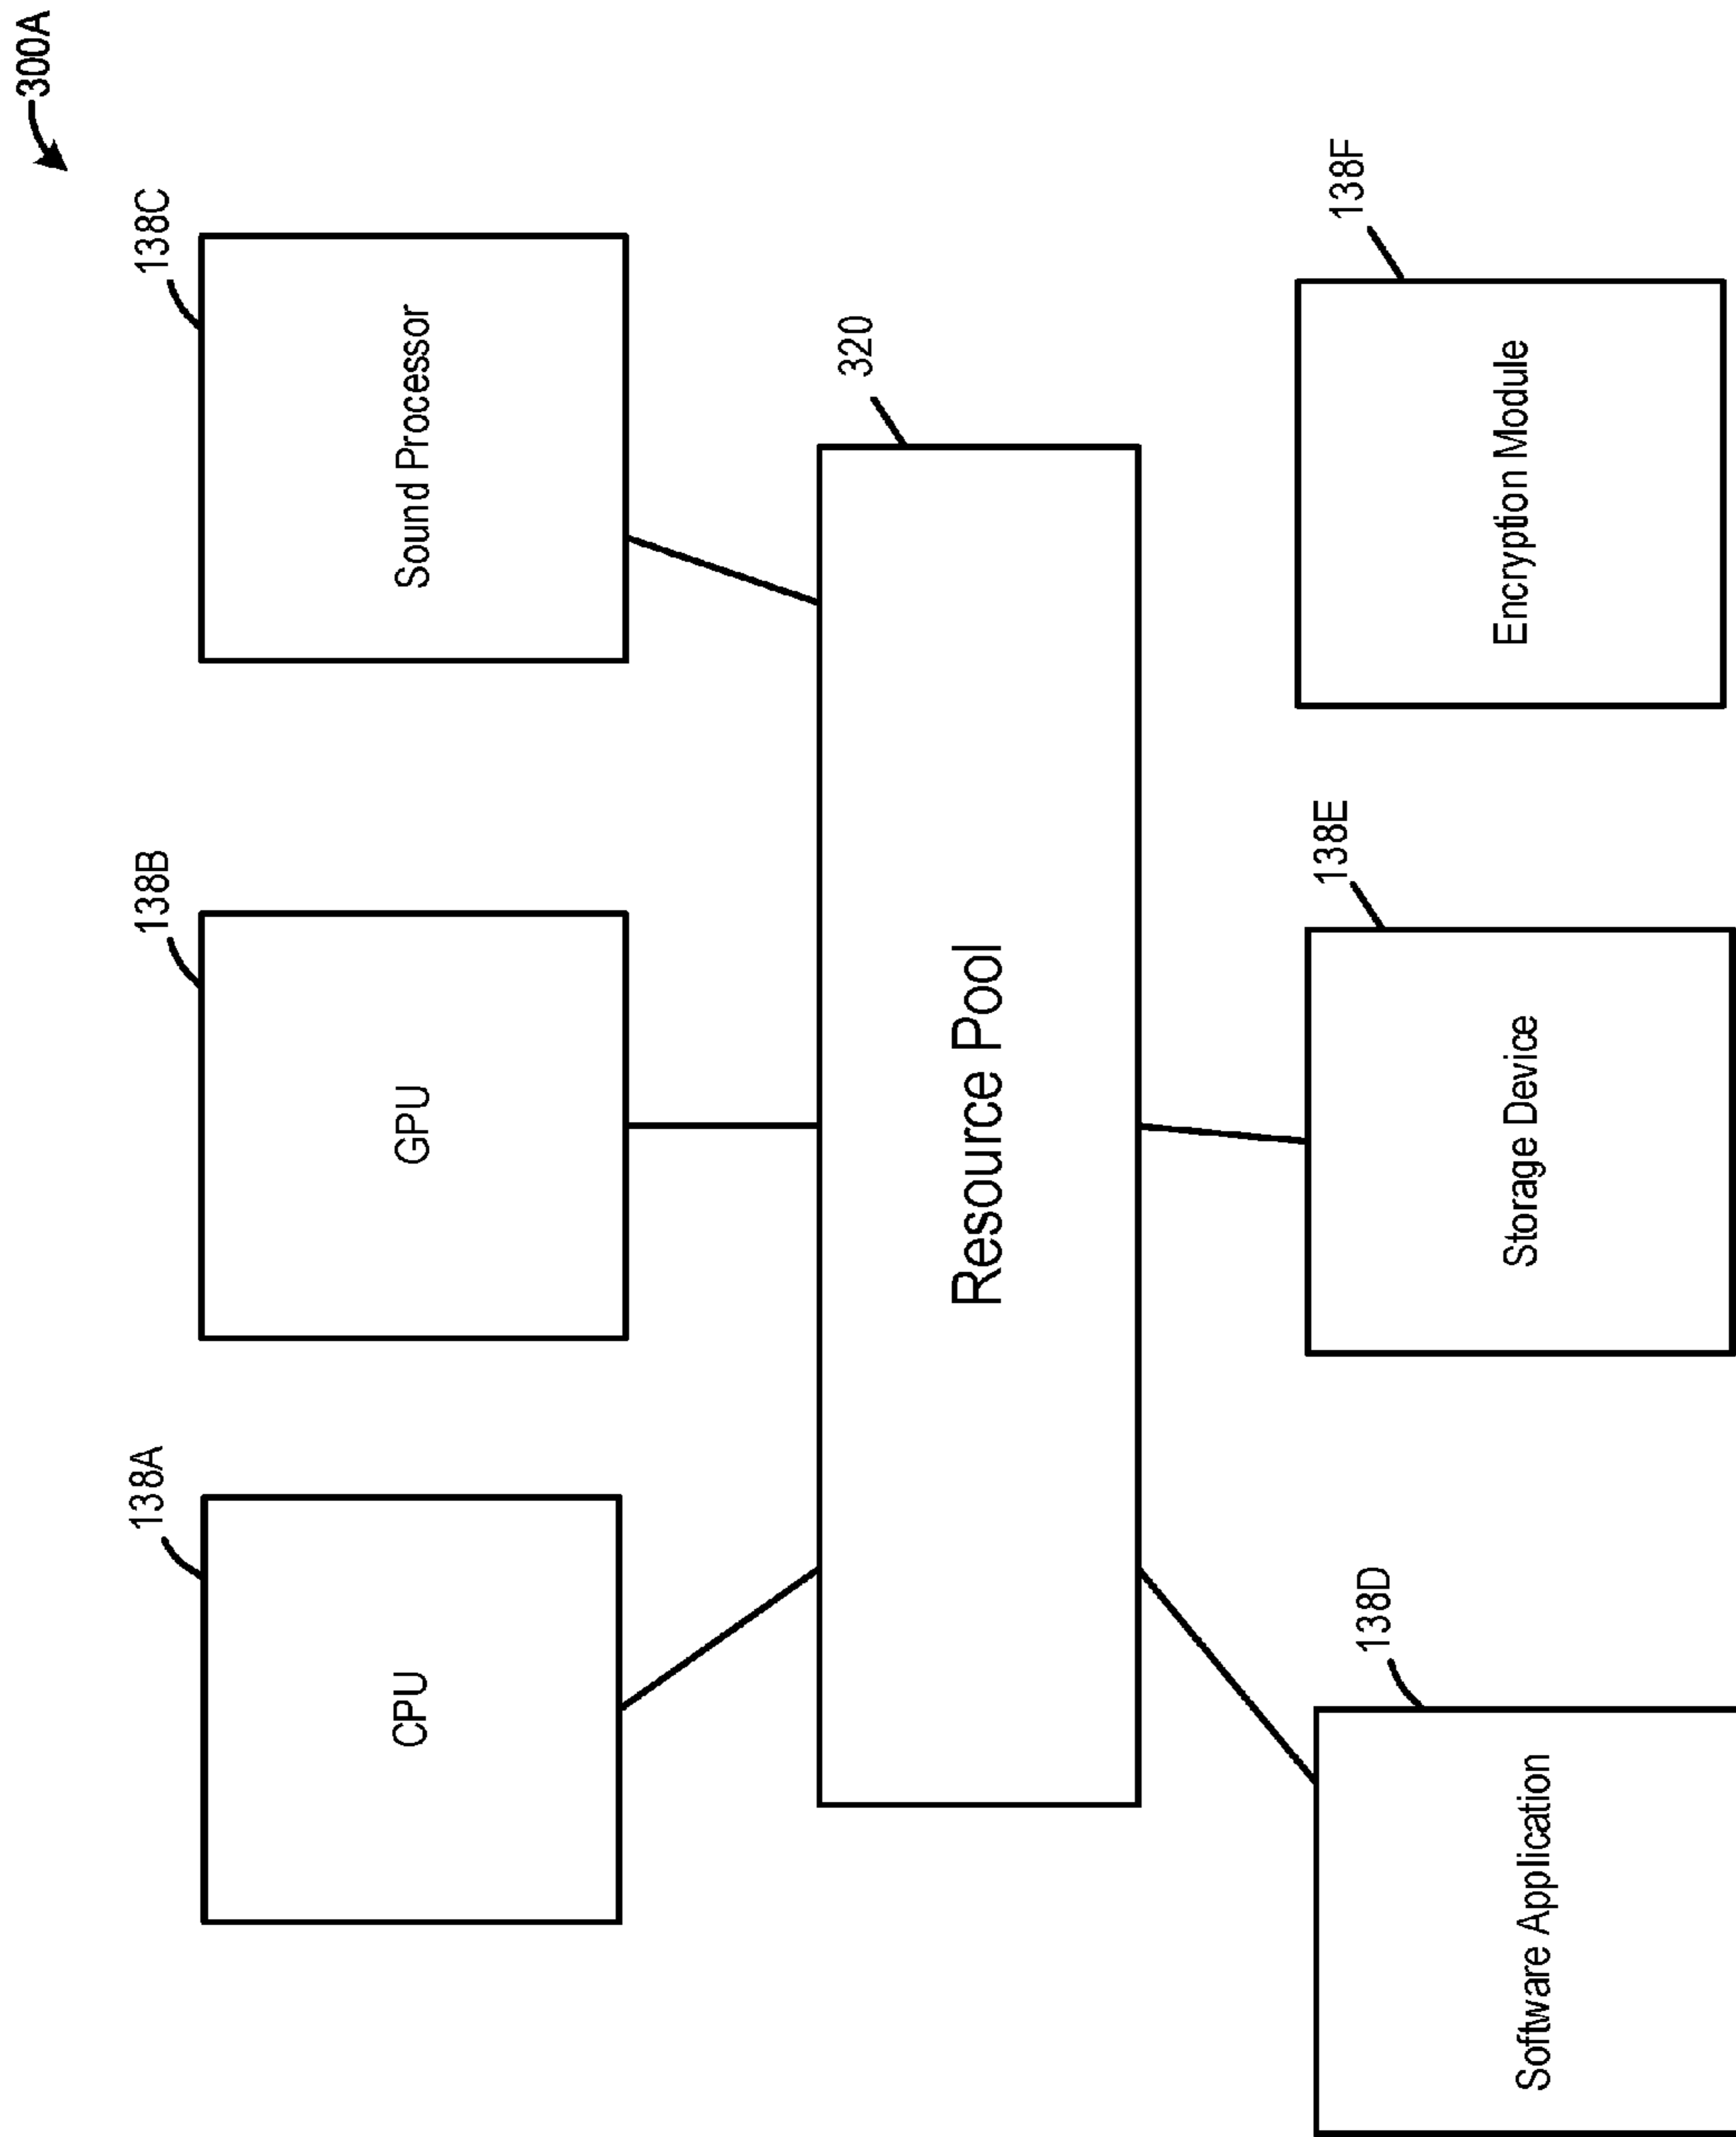 300A
138A
138B
138C
CPU
GPU
Sound Processor
320
Resource Pool
138D
138E
138F
Software Application
Storage Device
Encryption Module